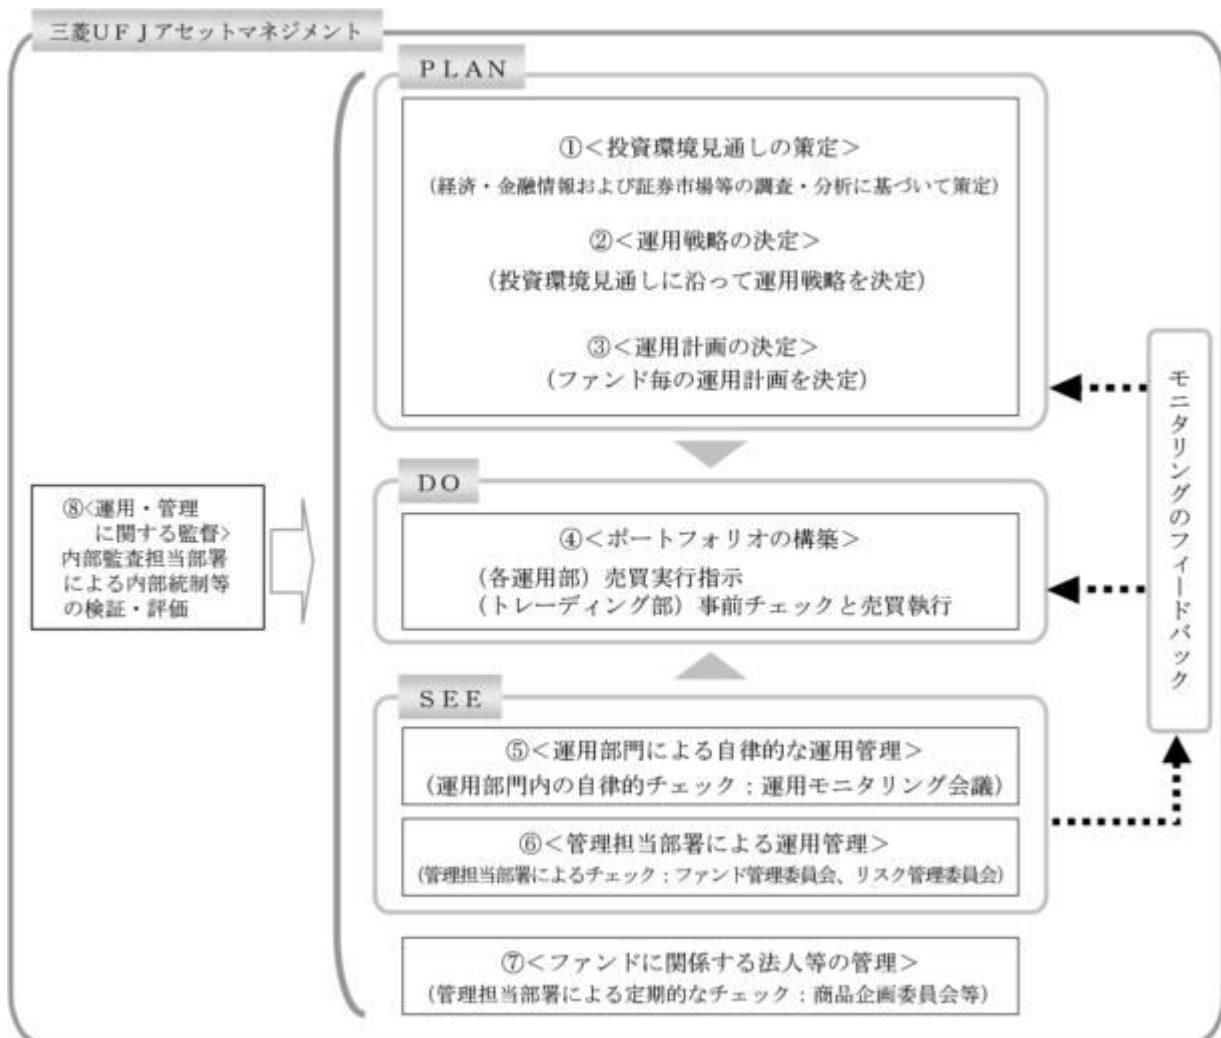 三菱UFJアセットマネジメント
PLAN
①<投資環境見通しの策定>
(経済・金融情報および証券市場等の調査・分析に基づいて策定)
②<運用戦略の決定>
(投資環境見通しに沿って運用戦略を決定)
③<運用計画の決定>
(ファンド毎の運用計画を決定)
DO
④<ポートフォリオの構築>
(各運用部)売買実行指示
(トレーディング部)事前チェックと売買執行
SEE
⑤<運用部門による自律的な運用管理>
(運用部門内の自律的チェック:運用モニタリング会議)
⑥<管理担当部署による運用管理>
(管理担当部署によるチェック:ファンド管理委員会、リスク管理委員会)
⑦<ファンドに関係する法人等の管理>
(管理担当部署による定期的なチェック:商品企画委員会等)
⑧<運用・管理
に関する監督>
内部監査担当部署
による内部統制等
の検証・評価
モニタリングのフィードバック